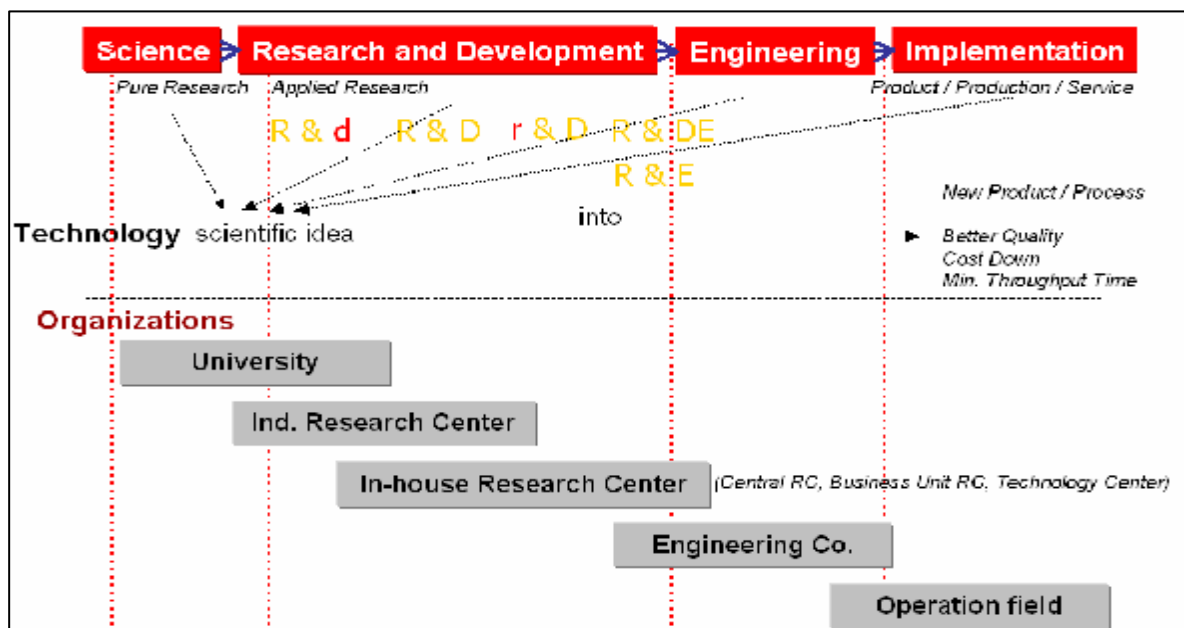 Science Research and Development Engineering Implementation
Pure Research Applied Research Product / Production / Service
R & d R & D r & D R & DE
R & E
New Product / Process
Technology scientific idea into
Better Quality
Cost Down
Min. Throughput Time
Organizations
University
Ind. Research Center
In-house Research Center (Central RC, Business Unit RC, Technology Center)
Engineering Co.
Operation field